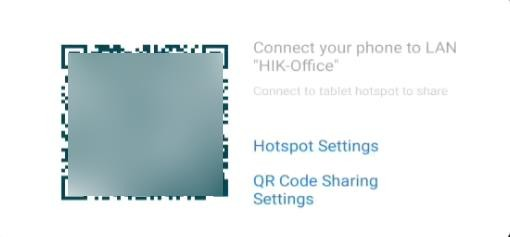 Connect your phone to LAN
"HIK-Office"
Connect to tablet hotspot to share
Hotspot Settings
QR Code Sharing
Settings